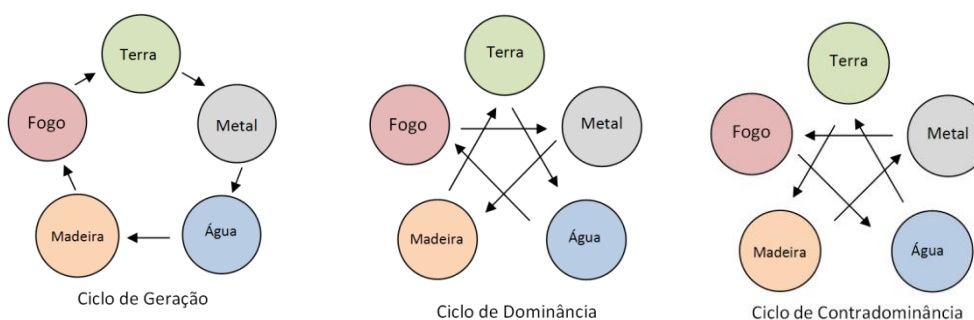 Terra
Fogo
Metal
Madeira
Água
Ciclo de Geração
Terra
Fogo
Metal
Madeira
Água
Ciclo de Dominância
Terra
Fogo
Metal
Madeira
Água
Ciclo de Contradominância